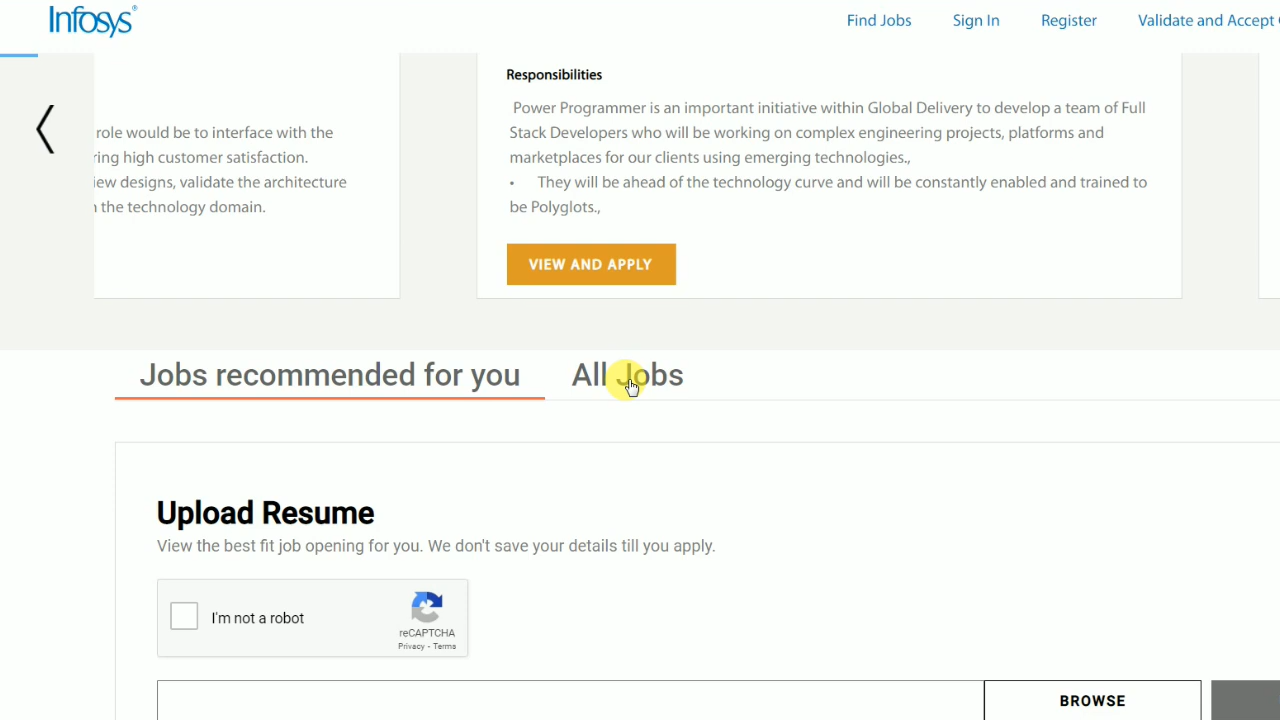 Infosys
Find Jobs
Sign In
Register
Validate and Accept
Responsibilities
role would be to interface with the
ring high customer satisfaction.
iew designs, validate the architecture
the technology domain.
Power Programmer is an important initiative within Global Delivery to develop a team of Full
Stack Developers who will be working on complex engineering projects, platforms and
marketplaces for our clients using emerging technologies.,
• They will be ahead of the technology curve and will be constantly enabled and trained to
be Polyglots.,
VIEW AND APPLY
Jobs recommended for you
All Jobs
Upload Resume
View the best fit job opening for you. We don't save your details till you apply.
I'm not a robot
reCAPTCHA
Privacy - Terms
BROWSE